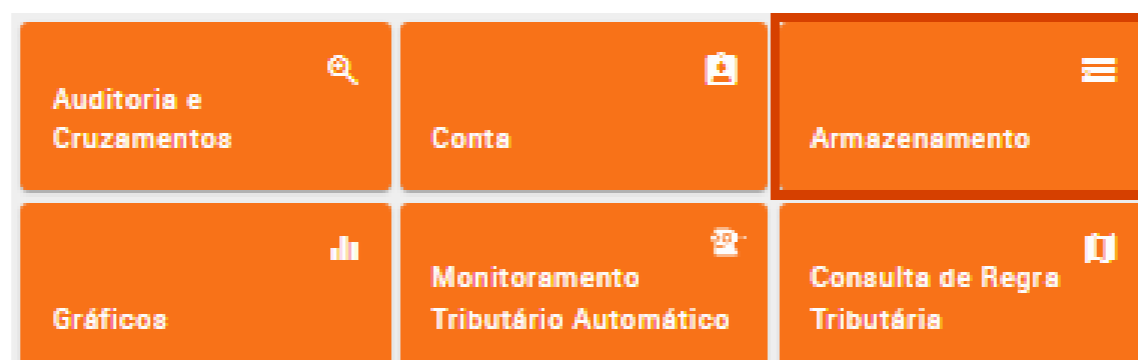 Auditoria e
Cruzamentos
Conta
Armazenamento
Gráficos
Monitoramento
Tributário Automático
Consulta de Regra
Tributária